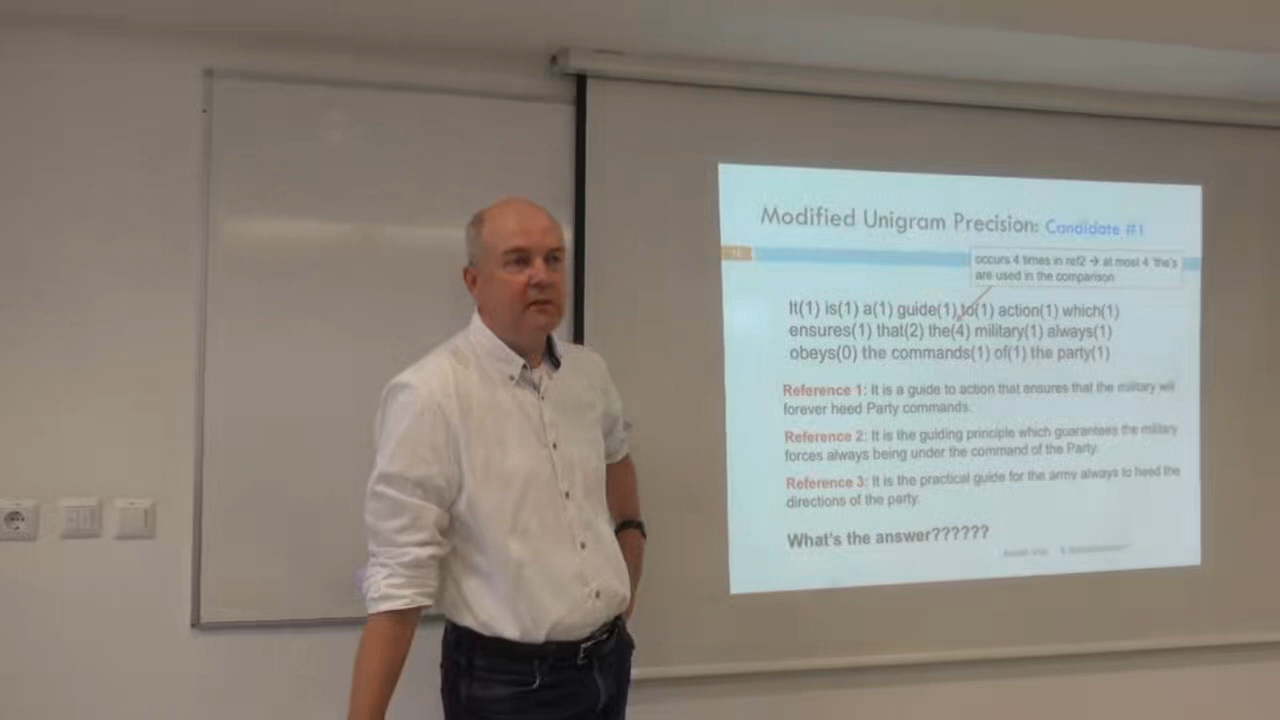 Modified Unigram Precision: Candidate #1
occurs 4 times in ref2 → at most 4 'the's
are used in the comparison
It(1) is(1) a(1) guide(1) to(1) action(1) which(1)
ensures(1) that(2) the(4) military(1) always(1)
obeys(0) the commands(1) of(1) the party(1)
Reference 1: It is a guide to action that ensures that the military will
forever heed Party commands.
Reference 2: It is the guiding principle which guarantees the military
forces always being under the command of the Party.
Reference 3: It is the practical guide for the army always to heed the
directions of the party.
What's the answer??????